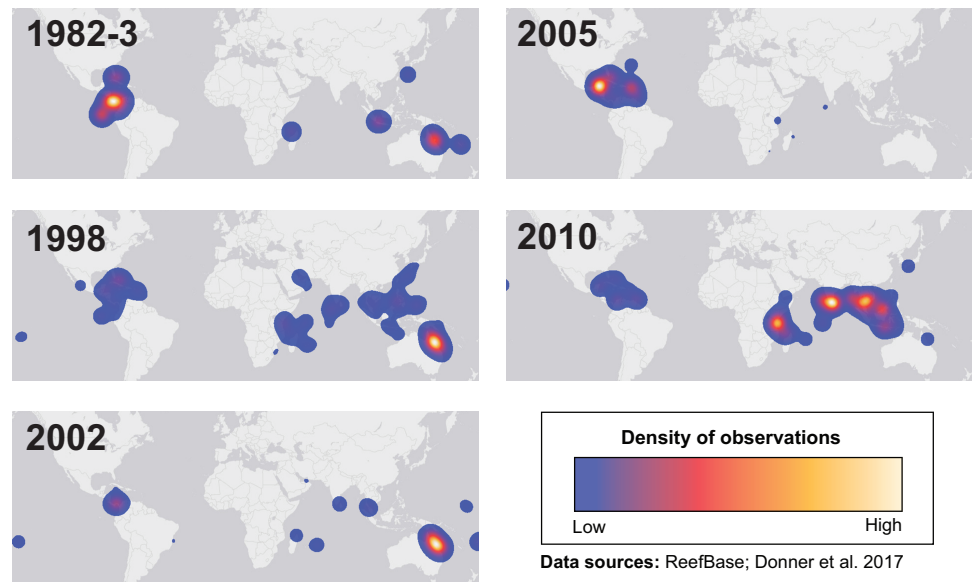 1982-3
2005
1998
2010
2002
Density of observations
Low
High
Data sources: ReefBase; Donner et al. 2017